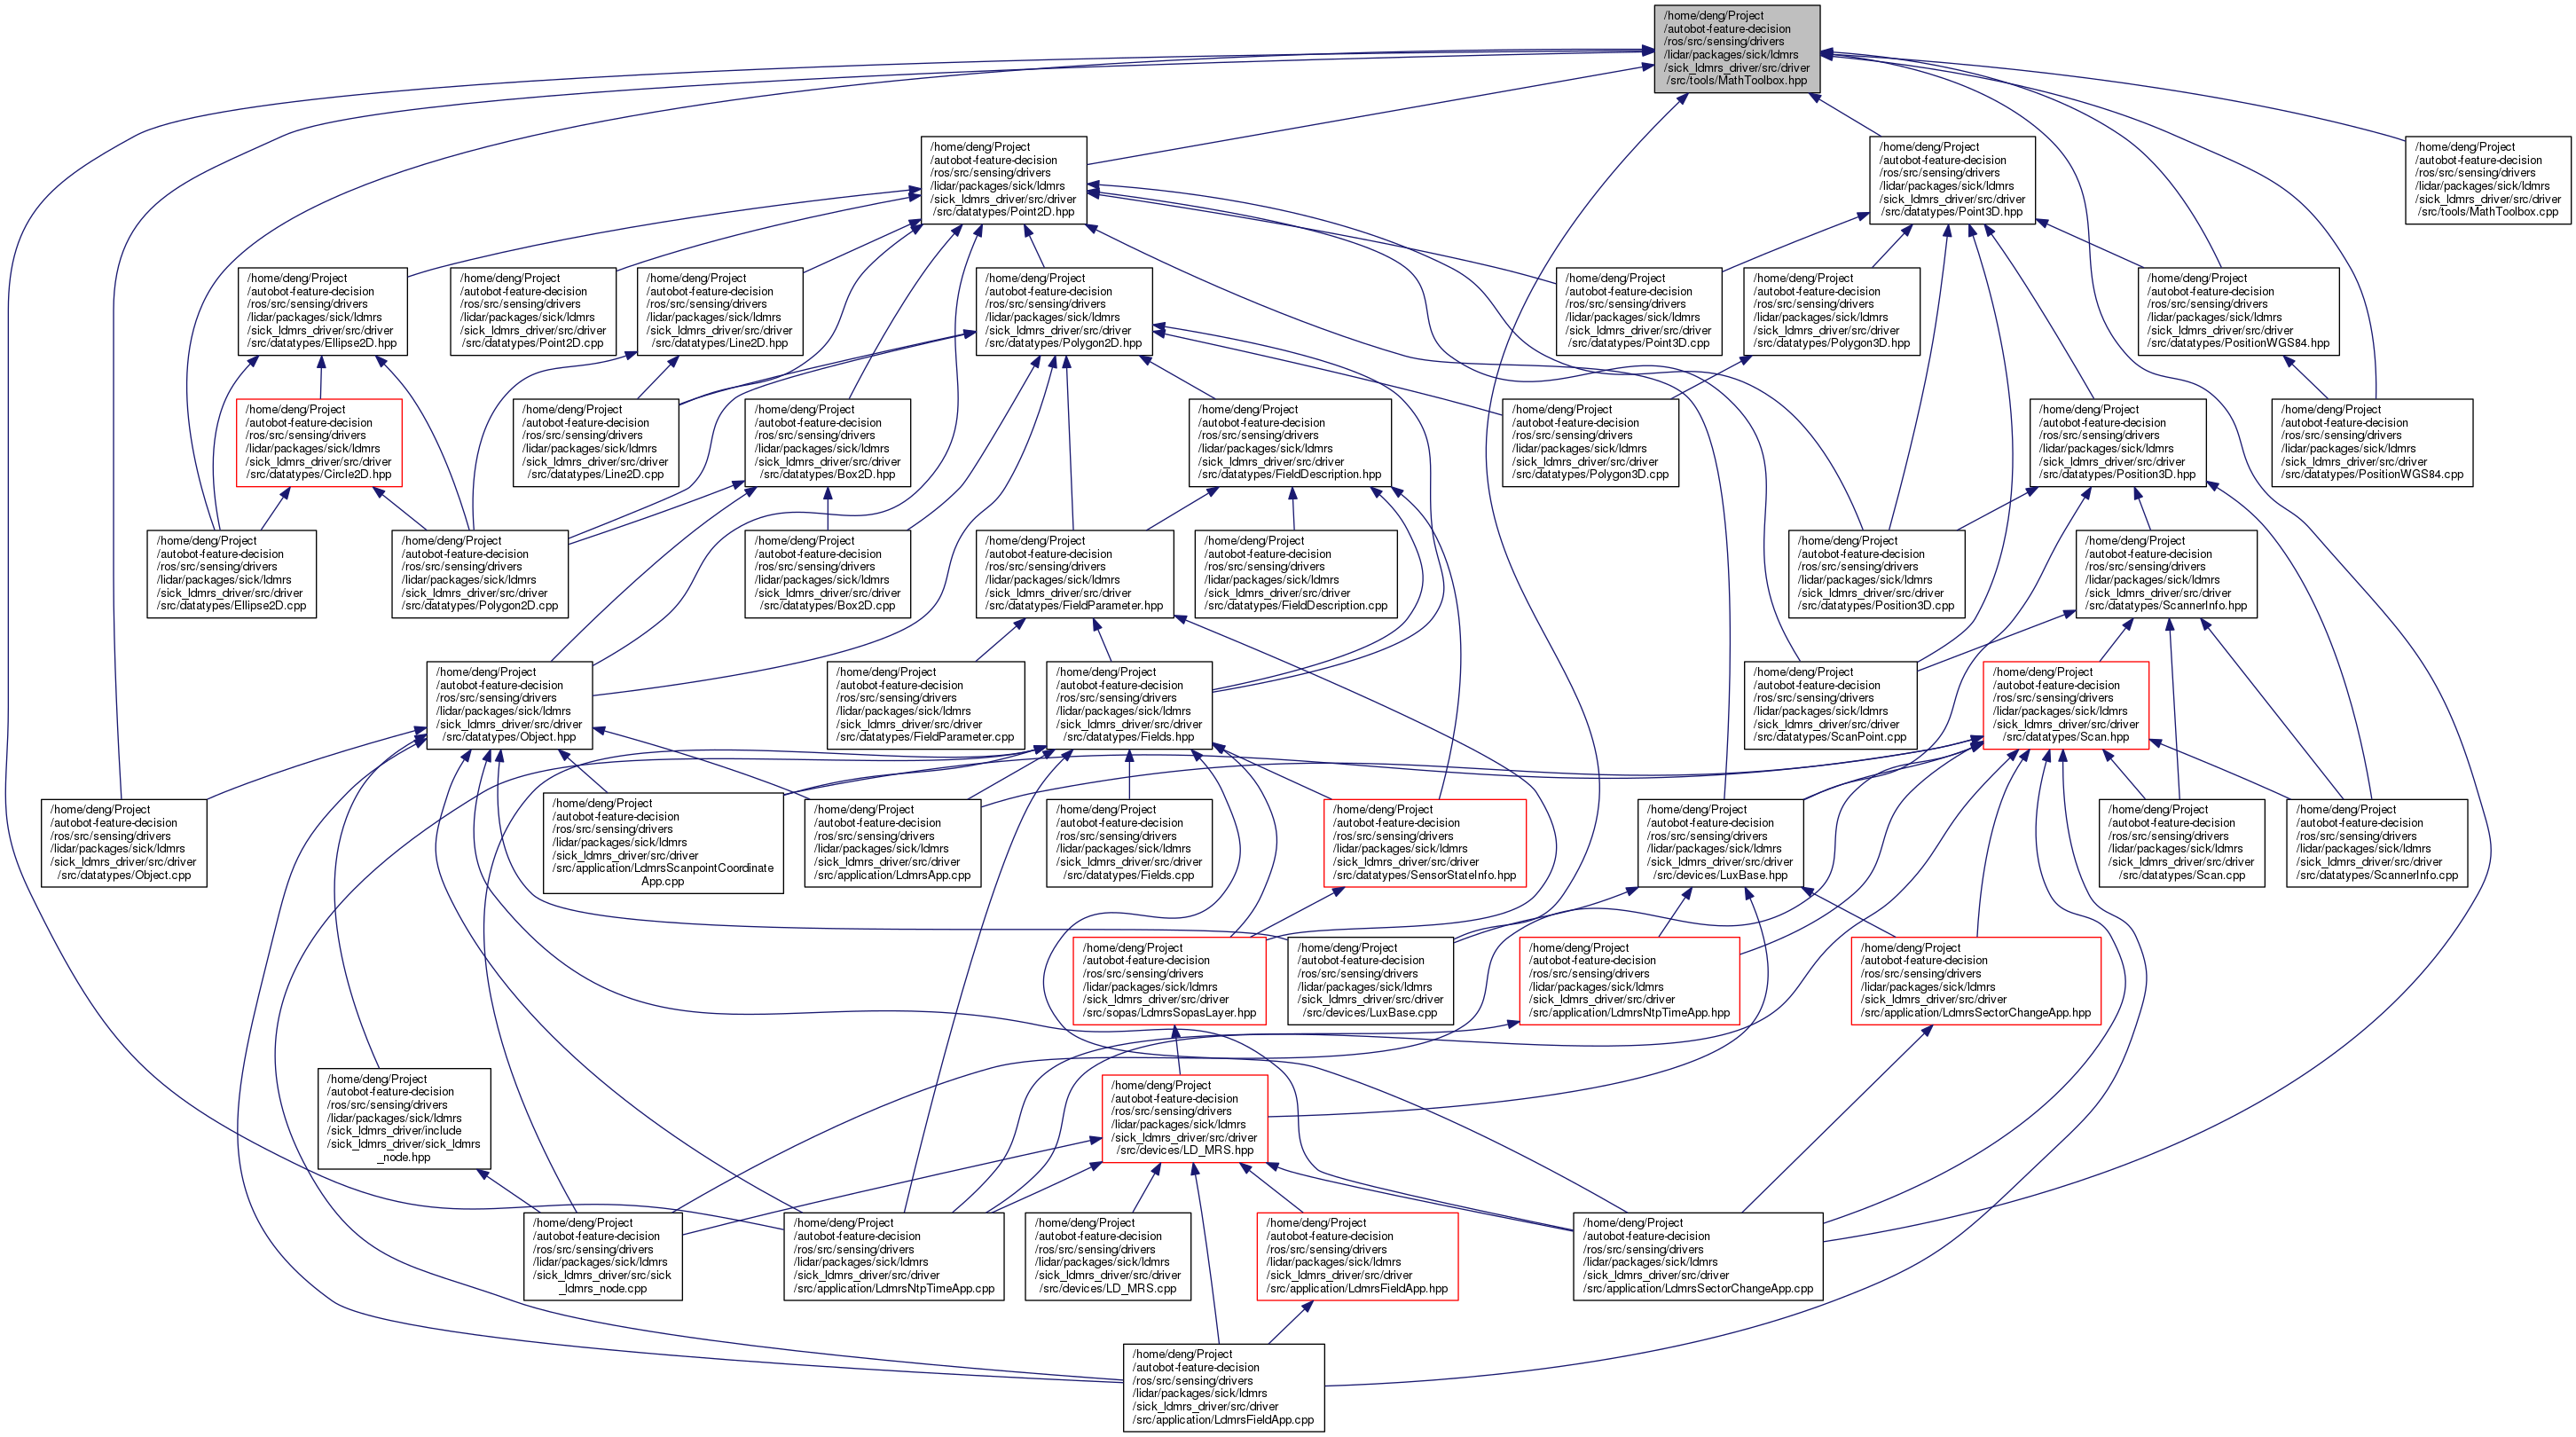 /home/deng/Project
/autobot-feature-decision
/ros/src/sensing/drivers
/lidar/packages/sick/ldmrs
/sick_ldmrs_driver/src/driver
/src/tools/MathToolbox.hpp
/home/deng/Project
/autobot-feature-decision
/ros/src/sensing/drivers
/lidar/packages/sick/ldmrs
/sick_ldmrs_driver/src/driver
/src/datatypes/Point2D.hpp
/home/deng/Project
/autobot-feature-decision
/ros/src/sensing/drivers
/lidar/packages/sick/ldmrs
/sick_ldmrs_driver/src/driver
/src/datatypes/Point3D.hpp
/home/deng/Project
/autobot-feature-decision
/ros/src/sensing/drivers
/lidar/packages/sick/ldmrs
/sick_ldmrs_driver/src/driver
/src/tools/MathToolbox.cpp
/home/deng/Project
/autobot-feature-decision
/ros/src/sensing/drivers
/lidar/packages/sick/ldmrs
/sick_ldmrs_driver/src/driver
/src/datatypes/Ellipse2D.hpp
/home/deng/Project
/autobot-feature-decision
/ros/src/sensing/drivers
/lidar/packages/sick/ldmrs
/sick_ldmrs_driver/src/driver
/src/datatypes/Point2D.cpp
/home/deng/Project
/autobot-feature-decision
/ros/src/sensing/drivers
/lidar/packages/sick/ldmrs
/sick_ldmrs_driver/src/driver
/src/datatypes/Line2D.hpp
/home/deng/Project
/autobot-feature-decision
/ros/src/sensing/drivers
/lidar/packages/sick/ldmrs
/sick_ldmrs_driver/src/driver
/src/datatypes/Polygon2D.hpp
/home/deng/Project
/autobot-feature-decision
/ros/src/sensing/drivers
/lidar/packages/sick/ldmrs
/sick_ldmrs_driver/src/driver
/src/datatypes/Point3D.cpp
/home/deng/Project
/autobot-feature-decision
/ros/src/sensing/drivers
/lidar/packages/sick/ldmrs
/sick_ldmrs_driver/src/driver
/src/datatypes/Polygon3D.hpp
/home/deng/Project
/autobot-feature-decision
/ros/src/sensing/drivers
/lidar/packages/sick/ldmrs
/sick_ldmrs_driver/src/driver
/src/datatypes/PositionWGS84.hpp
/home/deng/Project
/autobot-feature-decision
/ros/src/sensing/drivers
/lidar/packages/sick/ldmrs
/sick_ldmrs_driver/src/driver
/src/datatypes/Circle2D.hpp
/home/deng/Project
/autobot-feature-decision
/ros/src/sensing/drivers
/lidar/packages/sick/ldmrs
/sick_ldmrs_driver/src/driver
/src/datatypes/Line2D.cpp
/home/deng/Project
/autobot-feature-decision
/ros/src/sensing/drivers
/lidar/packages/sick/ldmrs
/sick_ldmrs_driver/src/driver
/src/datatypes/Box2D.hpp
/home/deng/Project
/autobot-feature-decision
/ros/src/sensing/drivers
/lidar/packages/sick/ldmrs
/sick_ldmrs_driver/src/driver
/src/datatypes/FieldDescription.hpp
/home/deng/Project
/autobot-feature-decision
/ros/src/sensing/drivers
/lidar/packages/sick/ldmrs
/sick_ldmrs_driver/src/driver
/src/datatypes/Polygon3D.cpp
/home/deng/Project
/autobot-feature-decision
/ros/src/sensing/drivers
/lidar/packages/sick/ldmrs
/sick_ldmrs_driver/src/driver
/src/datatypes/Position3D.hpp
/home/deng/Project
/autobot-feature-decision
/ros/src/sensing/drivers
/lidar/packages/sick/ldmrs
/sick_ldmrs_driver/src/driver
/src/datatypes/PositionWGS84.cpp
/home/deng/Project
/autobot-feature-decision
/ros/src/sensing/drivers
/lidar/packages/sick/ldmrs
/sick_ldmrs_driver/src/driver
/src/datatypes/Ellipse2D.cpp
/home/deng/Project
/autobot-feature-decision
/ros/src/sensing/drivers
/lidar/packages/sick/ldmrs
/sick_ldmrs_driver/src/driver
/src/datatypes/Polygon2D.cpp
/home/deng/Project
/autobot-feature-decision
/ros/src/sensing/drivers
/lidar/packages/sick/ldmrs
/sick_ldmrs_driver/src/driver
/src/datatypes/Box2D.cpp
/home/deng/Project
/autobot-feature-decision
/ros/src/sensing/drivers
/lidar/packages/sick/ldmrs
/sick_ldmrs_driver/src/driver
/src/datatypes/FieldParameter.hpp
/home/deng/Project
/autobot-feature-decision
/ros/src/sensing/drivers
/lidar/packages/sick/ldmrs
/sick_ldmrs_driver/src/driver
/src/datatypes/FieldDescription.cpp
/home/deng/Project
/autobot-feature-decision
/ros/src/sensing/drivers
/lidar/packages/sick/ldmrs
/sick_ldmrs_driver/src/driver
/src/datatypes/Position3D.cpp
/home/deng/Project
/autobot-feature-decision
/ros/src/sensing/drivers
/lidar/packages/sick/ldmrs
/sick_ldmrs_driver/src/driver
/src/datatypes/ScannerInfo.hpp
/home/deng/Project
/autobot-feature-decision
/ros/src/sensing/drivers
/lidar/packages/sick/ldmrs
/sick_ldmrs_driver/src/driver
/src/datatypes/Object.hpp
/home/deng/Project
/autobot-feature-decision
/ros/src/sensing/drivers
/lidar/packages/sick/ldmrs
/sick_ldmrs_driver/src/driver
/src/datatypes/FieldParameter.cpp
/home/deng/Project
/autobot-feature-decision
/ros/src/sensing/drivers
/lidar/packages/sick/ldmrs
/sick_ldmrs_driver/src/driver
/src/datatypes/Fields.hpp
/home/deng/Project
/autobot-feature-decision
/ros/src/sensing/drivers
/lidar/packages/sick/ldmrs
/sick_ldmrs_driver/src/driver
/src/datatypes/ScanPoint.cpp
/home/deng/Project
/autobot-feature-decision
/ros/src/sensing/drivers
/lidar/packages/sick/ldmrs
/sick_ldmrs_driver/src/driver
/src/datatypes/Scan.hpp
/home/deng/Project
/autobot-feature-decision
/ros/src/sensing/drivers
/lidar/packages/sick/ldmrs
/sick_ldmrs_driver/src/driver
/src/datatypes/Object.cpp
/home/deng/Project
/autobot-feature-decision
/ros/src/sensing/drivers
/lidar/packages/sick/ldmrs
/sick_ldmrs_driver/src/driver
/src/application/LdmrsScanpointCoordinate
App.cpp
/home/deng/Project
/autobot-feature-decision
/ros/src/sensing/drivers
/lidar/packages/sick/ldmrs
/sick_ldmrs_driver/src/driver
/src/application/LdmrsApp.cpp
/home/deng/Project
/autobot-feature-decision
/ros/src/sensing/drivers
/lidar/packages/sick/ldmrs
/sick_ldmrs_driver/src/driver
/src/datatypes/Fields.cpp
/home/deng/Project
/autobot-feature-decision
/ros/src/sensing/drivers
/lidar/packages/sick/ldmrs
/sick_ldmrs_driver/src/driver
/src/datatypes/SensorStateInfo.hpp
/home/deng/Project
/autobot-feature-decision
/ros/src/sensing/drivers
/lidar/packages/sick/ldmrs
/sick_ldmrs_driver/src/driver
/src/devices/LuxBase.hpp
/home/deng/Project
/autobot-feature-decision
/ros/src/sensing/drivers
/lidar/packages/sick/ldmrs
/sick_ldmrs_driver/src/driver
/src/datatypes/Scan.cpp
/home/deng/Project
/autobot-feature-decision
/ros/src/sensing/drivers
/lidar/packages/sick/ldmrs
/sick_ldmrs_driver/src/driver
/src/datatypes/ScannerInfo.cpp
/home/deng/Project
/autobot-feature-decision
/ros/src/sensing/drivers
/lidar/packages/sick/ldmrs
/sick_ldmrs_driver/src/driver
/src/sopas/LdmrsSopasLayer.hpp
/home/deng/Project
/autobot-feature-decision
/ros/src/sensing/drivers
/lidar/packages/sick/ldmrs
/sick_ldmrs_driver/src/driver
/src/devices/LuxBase.cpp
/home/deng/Project
/autobot-feature-decision
/ros/src/sensing/drivers
/lidar/packages/sick/ldmrs
/sick_ldmrs_driver/src/driver
/src/application/LdmrsNtpTimeApp.hpp
/home/deng/Project
/autobot-feature-decision
/ros/src/sensing/drivers
/lidar/packages/sick/ldmrs
/sick_ldmrs_driver/src/driver
/src/application/LdmrsSectorChangeApp.hpp
/home/deng/Project
/autobot-feature-decision
/ros/src/sensing/drivers
/lidar/packages/sick/ldmrs
/sick_ldmrs_driver/include
/sick_ldmrs_driver/sick_ldmrs
_node.hpp
/home/deng/Project
/autobot-feature-decision
/ros/src/sensing/drivers
/lidar/packages/sick/ldmrs
/sick_ldmrs_driver/src/driver
/src/devices/LD_MRS.hpp
/home/deng/Project
/autobot-feature-decision
/ros/src/sensing/drivers
/lidar/packages/sick/ldmrs
/sick_ldmrs_driver/src/sick
_ldmrs_node.cpp
/home/deng/Project
/autobot-feature-decision
/ros/src/sensing/drivers
/lidar/packages/sick/ldmrs
/sick_ldmrs_driver/src/driver
/src/application/LdmrsNtpTimeApp.cpp
/home/deng/Project
/autobot-feature-decision
/ros/src/sensing/drivers
/lidar/packages/sick/ldmrs
/sick_ldmrs_driver/src/driver
/src/devices/LD_MRS.cpp
/home/deng/Project
/autobot-feature-decision
/ros/src/sensing/drivers
/lidar/packages/sick/ldmrs
/sick_ldmrs_driver/src/driver
/src/application/LdmrsFieldApp.hpp
/home/deng/Project
/autobot-feature-decision
/ros/src/sensing/drivers
/lidar/packages/sick/ldmrs
/sick_ldmrs_driver/src/driver
/src/application/LdmrsSectorChangeApp.cpp
/home/deng/Project
/autobot-feature-decision
/ros/src/sensing/drivers
/lidar/packages/sick/ldmrs
/sick_ldmrs_driver/src/driver
/src/application/LdmrsFieldApp.cpp